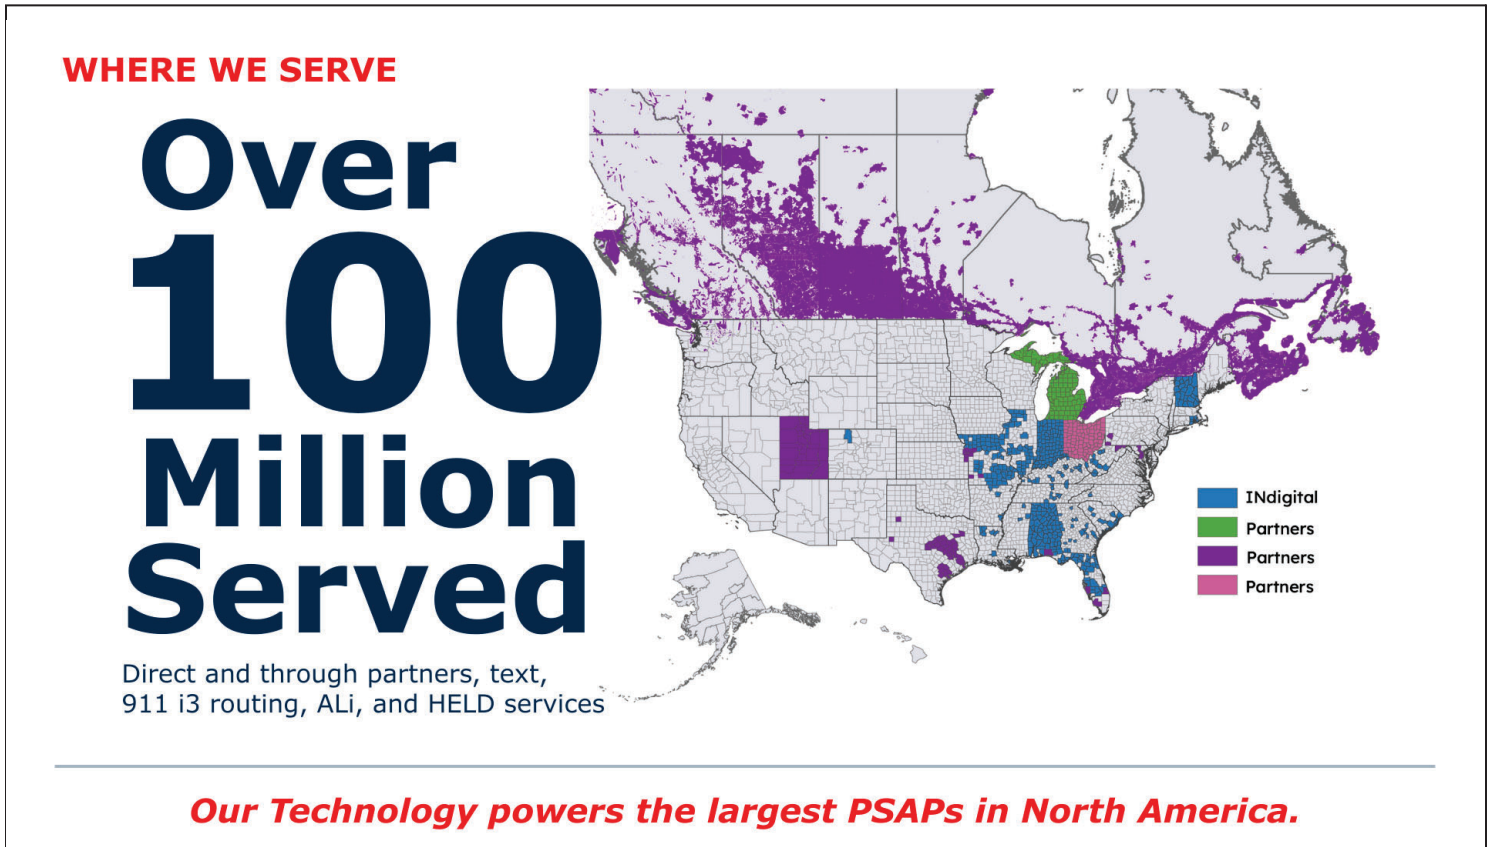 WHERE WE SERVE
Over
100
Million
Served
Direct and through partners, text,
911 i3 routing, ALi, and HELD services
INdigital
Partners
Partners
Partners
Our Technology powers the largest PSAPs in North America.